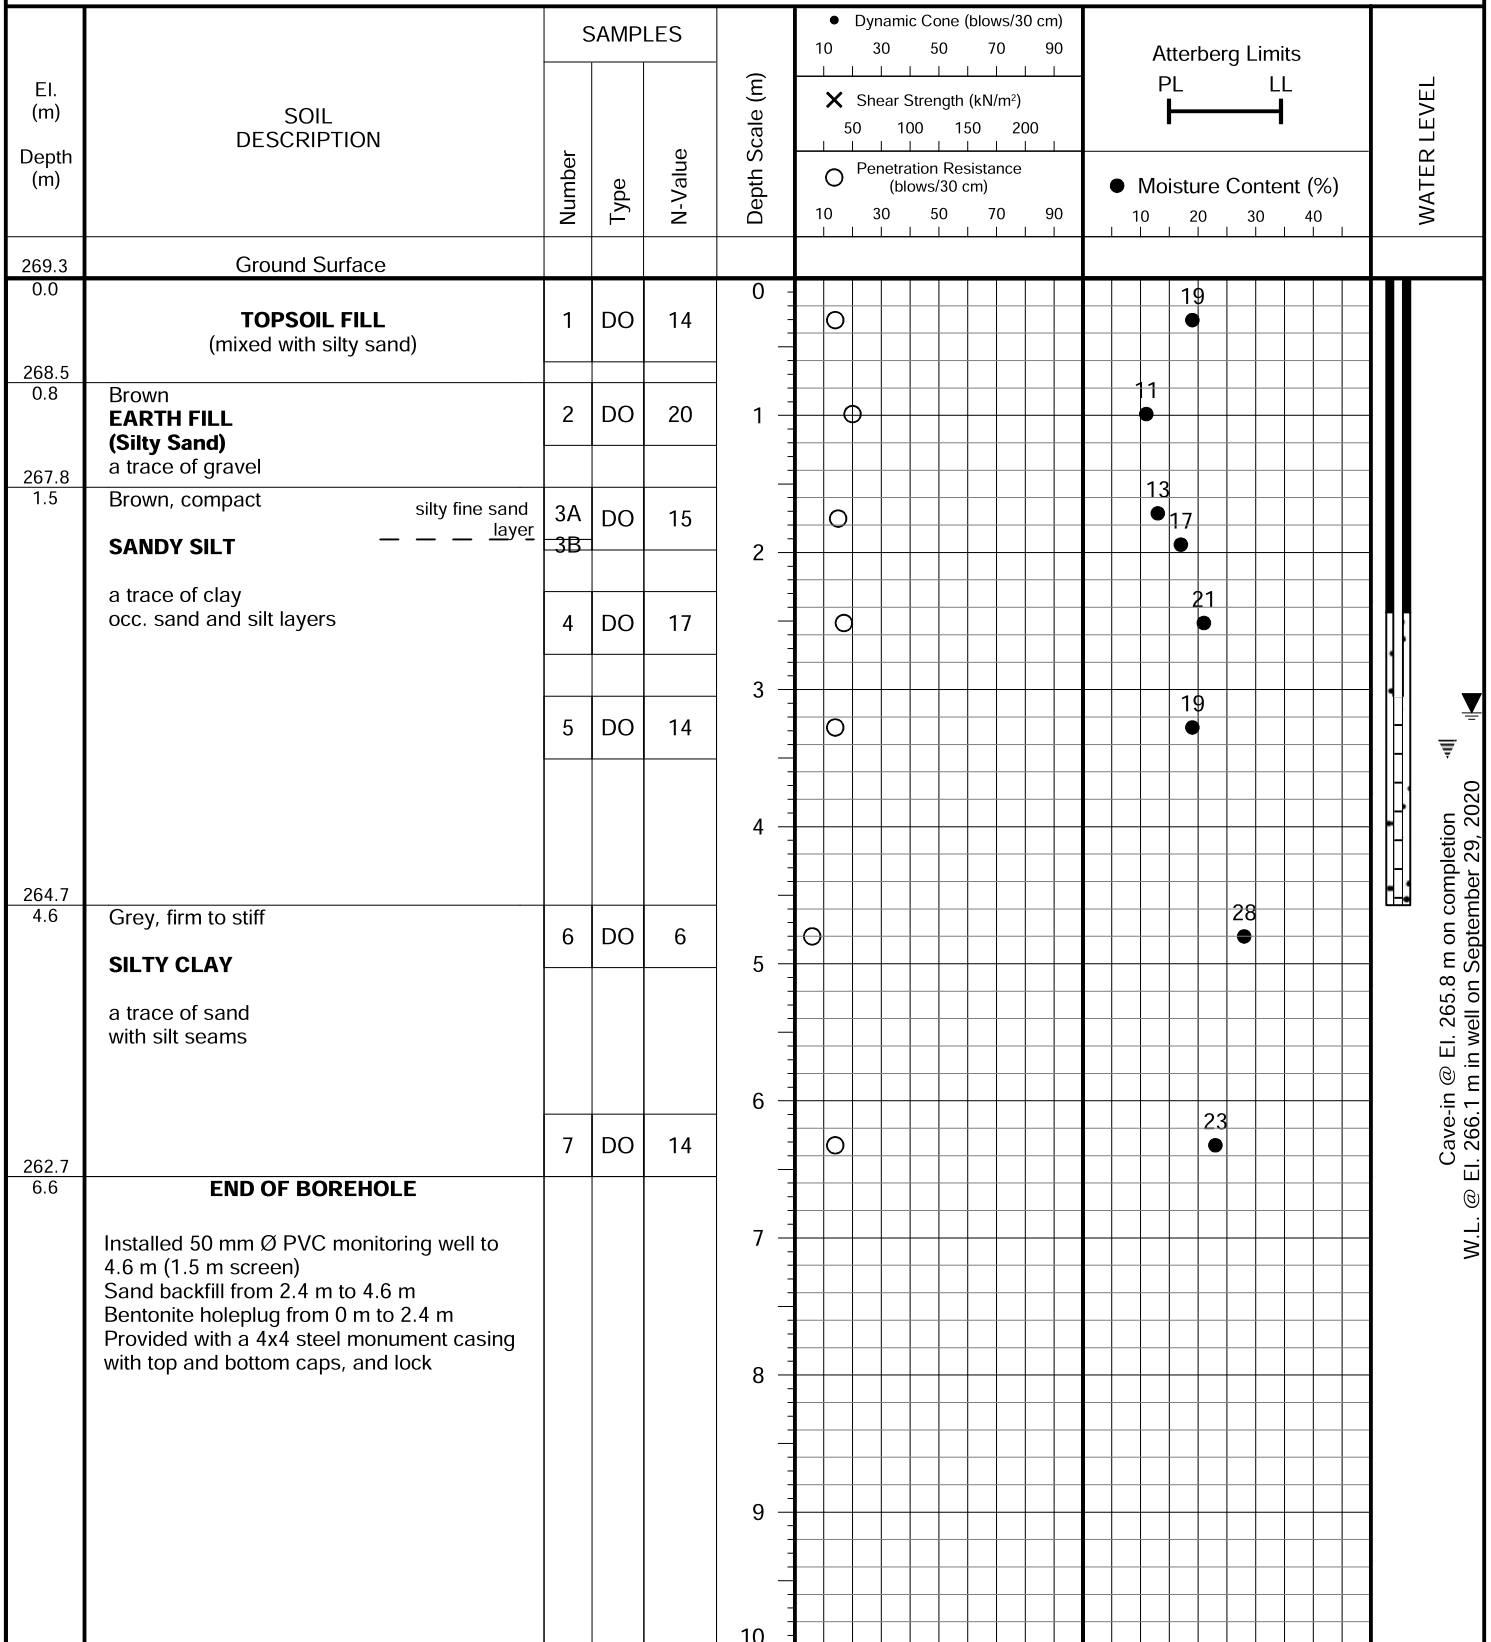 SAMPLES
El.
(m)
Depth
(m)
SOIL
DESCRIPTION
Number
Type
N-Value
Depth Scale (m)
Dynamic Cone (blows/30 cm)
10 30 50 70 90
Shear Strength (kN/m²)
50 100 150 200
Penetration Resistance
(blows/30 cm)
10 30 50 70 90
Atterberg Limits
PL LL
Moisture Content (%)
10 20 30 40
WATER LEVEL
269.3 Ground Surface
0.0
TOPSOIL FILL
(mixed with silty sand)
1 DO 14
0
19
268.5
0.8
Brown
EARTH FILL
(Silty Sand)
a trace of gravel
2 DO 20
1
11
267.8
1.5
Brown, compact
silty fine sand
layer
SANDY SILT
a trace of clay
occ. sand and silt layers
3A DO 15
3B
13
17
2
4 DO 17
21
3
5 DO 14
19
4
264.7
4.6
Grey, firm to stiff
SILTY CLAY
a trace of sand
with silt seams
6 DO 6
28
5
6
7 DO 14
23
262.7
6.6
END OF BOREHOLE
Installed 50 mm Ø PVC monitoring well to
4.6 m (1.5 m screen)
Sand backfill from 2.4 m to 4.6 m
Bentonite holeplug from 0 m to 2.4 m
Provided with a 4x4 steel monument casing
with top and bottom caps, and lock
7
8
9
10
Cave-in @ El. 265.8 m on completion
W.L. @ El. 266.1 m in well on September 29, 2020